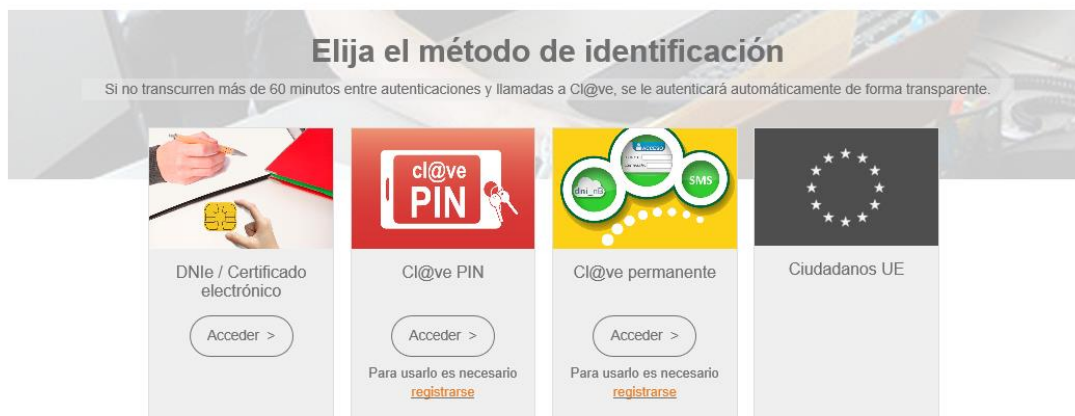 Elija el método de identificación
Si no transcurren más de 60 minutos entre autenticaciones y llamadas a Cl@ve, se le autenticará automáticamente de forma transparente.
cl@ve
PIN
ACCESO
dni_nB
SMS
DNIe / Certificado
electrónico
Acceder >
Cl@ve PIN
Acceder >
Para usarlo es necesario
registrarse
Cl@ve permanente
Acceder >
Para usarlo es necesario
registrarse
Ciudadanos UE